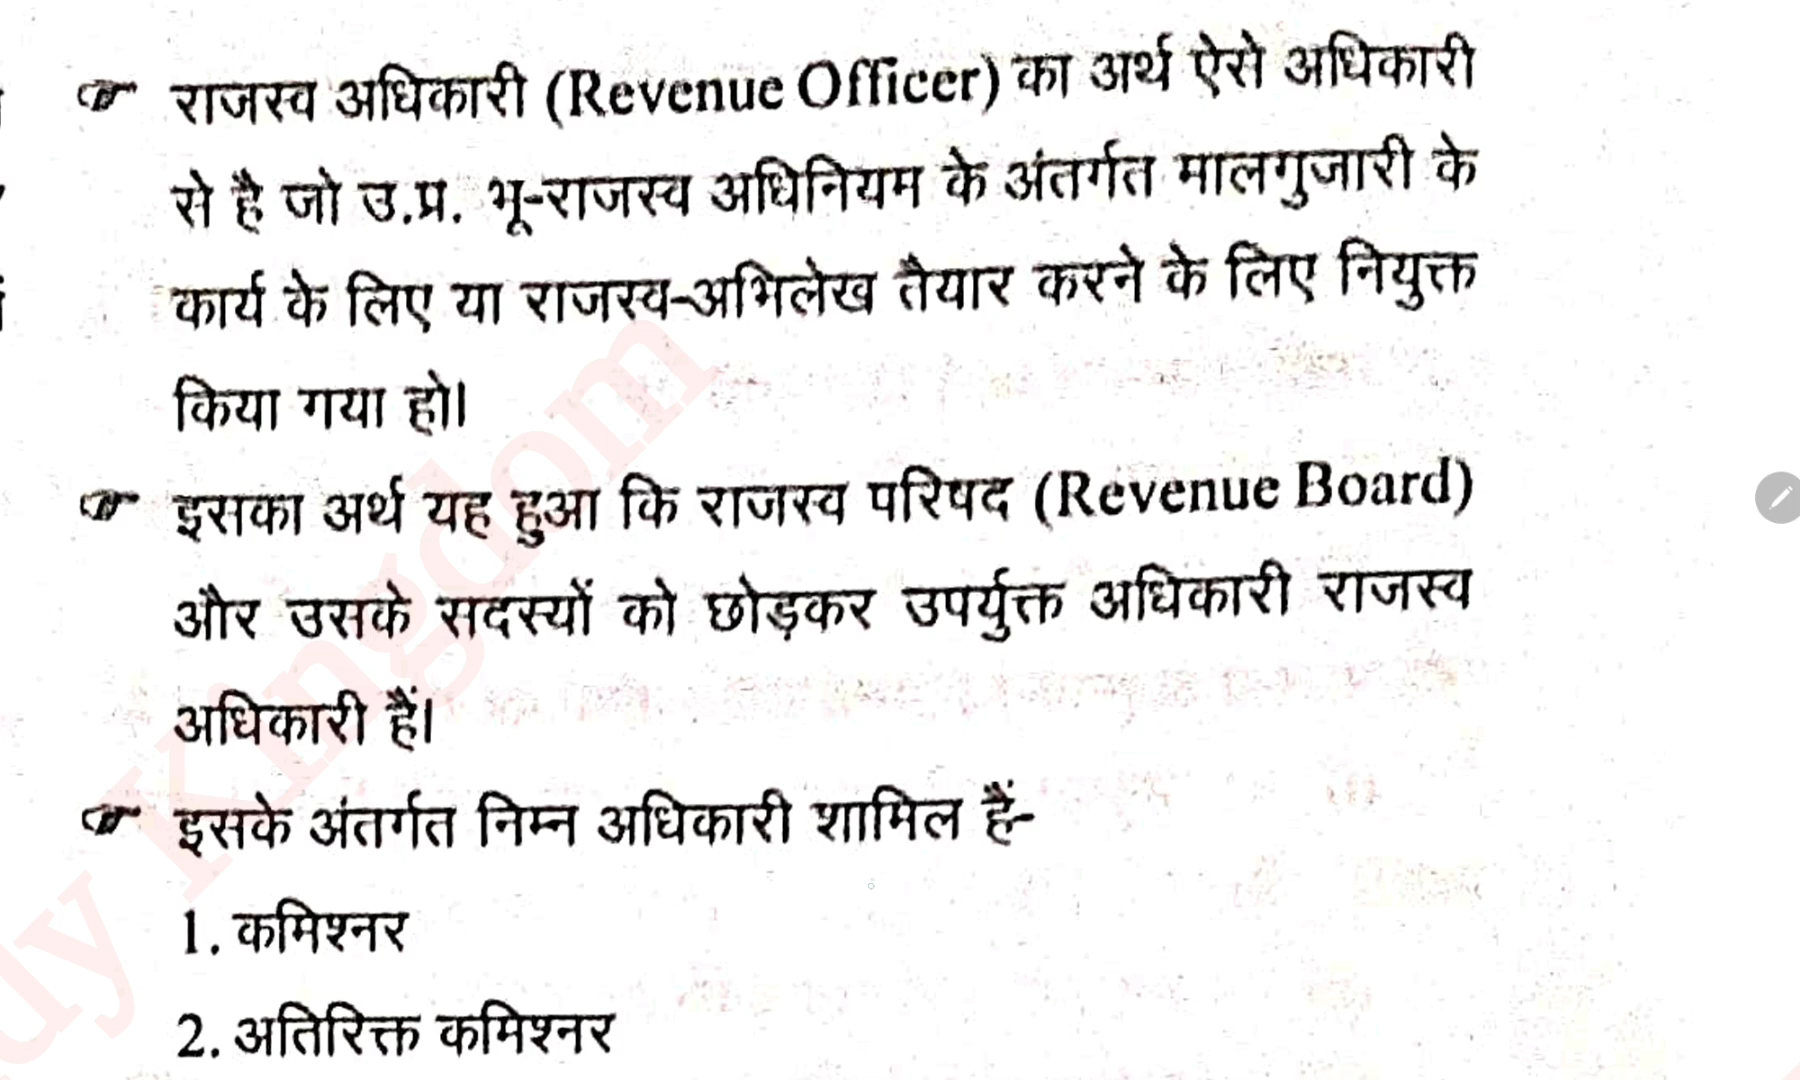 ☞ राजस्व अधिकारी (Revenue Officer) का अर्थ ऐसे अधिकारी
से है जो उ.प्र. भू-राजस्व अधिनियम के अंतर्गत मालगुजारी के
कार्य के लिए या राजस्व-अभिलेख तैयार करने के लिए नियुक्त
किया गया हो।
☞ इसका अर्थ यह हुआ कि राजस्व परिषद (Revenue Board)
और उसके सदस्यों को छोड़कर उपर्युक्त अधिकारी राजस्व
अधिकारी हैं।
☞ इसके अंतर्गत निम्न अधिकारी शामिल हैं-
1. कमिश्नर
2. अतिरिक्त कमिश्नर
dy Kingdom